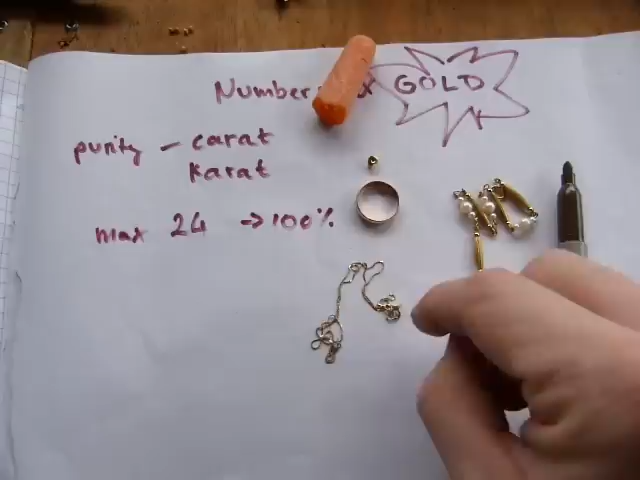 Number GOLD
purity - carat
karat
max 24 → 100%